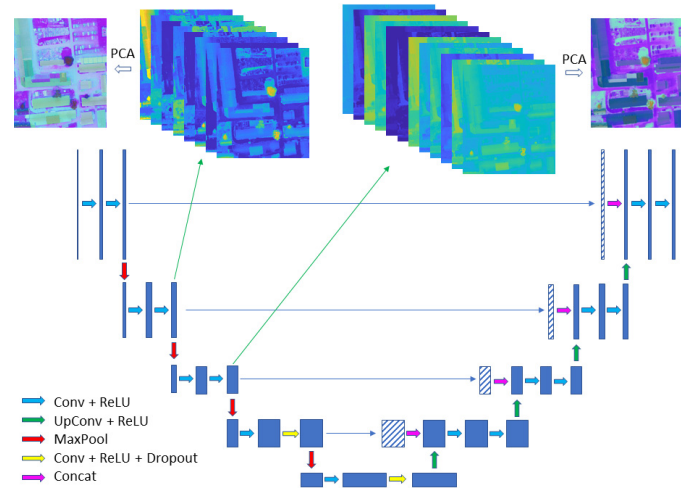 PCA
PCA
Conv + ReLU
UpConv + ReLU
MaxPool
Conv + ReLU + Dropout
Concat